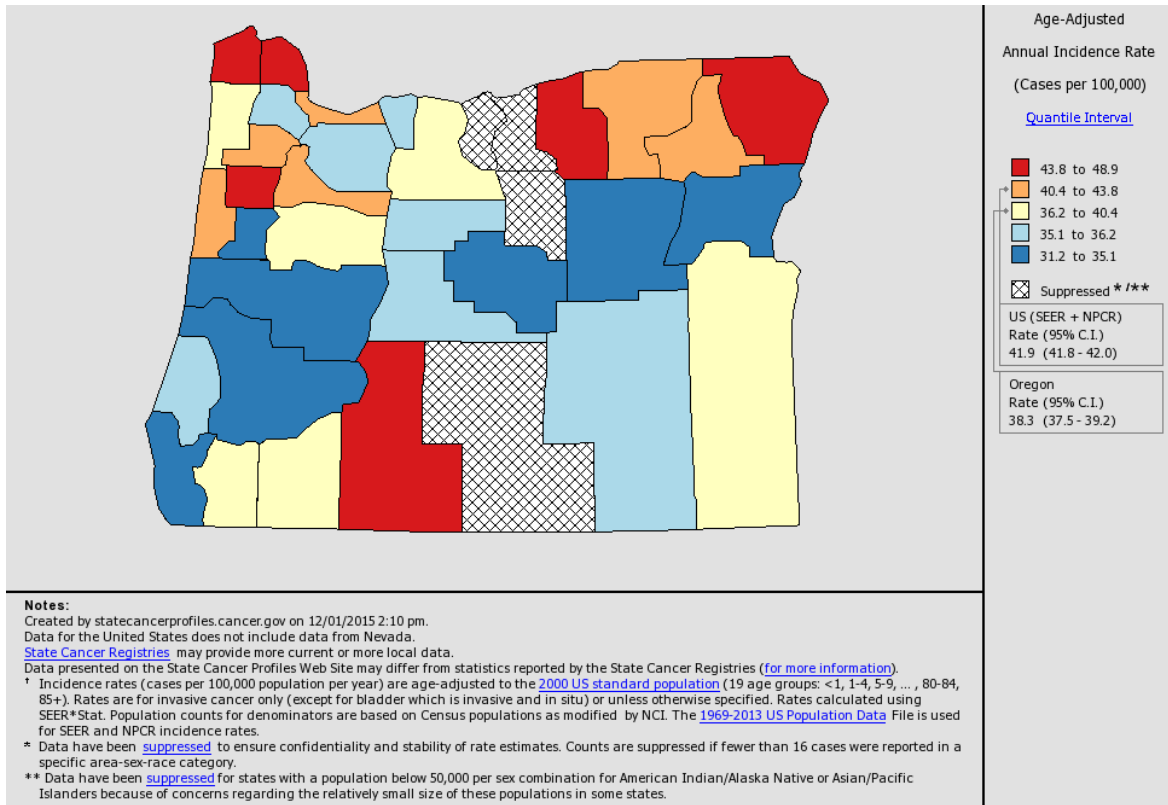 Age-Adjusted
Annual Incidence Rate
(Cases per 100,000)
Quantile Interval
43.8 to 48.9
40.4 to 43.8
36.2 to 40.4
35.1 to 36.2
31.2 to 35.1
Suppressed */**
US (SEER + NPCR)
Rate (95% C.I.)
41.9 (41.8 - 42.0)
Oregon
Rate (95% C.I.)
38.3 (37.5 - 39.2)
Notes:
Created by statecancerprofiles.cancer.gov on 12/01/2015 2:10 pm.
Data for the United States does not include data from Nevada.
State Cancer Registries may provide more current or more local data.
Data presented on the State Cancer Profiles Web Site may differ from statistics reported by the State Cancer Registries (for more information).
† Incidence rates (cases per 100,000 population per year) are age-adjusted to the 2000 US standard population (19 age groups: <1, 1-4, 5-9, ... , 80-84,
85+). Rates are for invasive cancer only (except for bladder which is invasive and in situ) or unless otherwise specified. Rates calculated using
SEER*Stat. Population counts for denominators are based on Census populations as modified by NCI. The 1969-2013 US Population Data File is used
for SEER and NPCR incidence rates.
* Data have been suppressed to ensure confidentiality and stability of rate estimates. Counts are suppressed if fewer than 16 cases were reported in a
specific area-sex-race category.
** Data have been suppressed for states with a population below 50,000 per sex combination for American Indian/Alaska Native or Asian/Pacific
Islanders because of concerns regarding the relatively small size of these populations in some states.